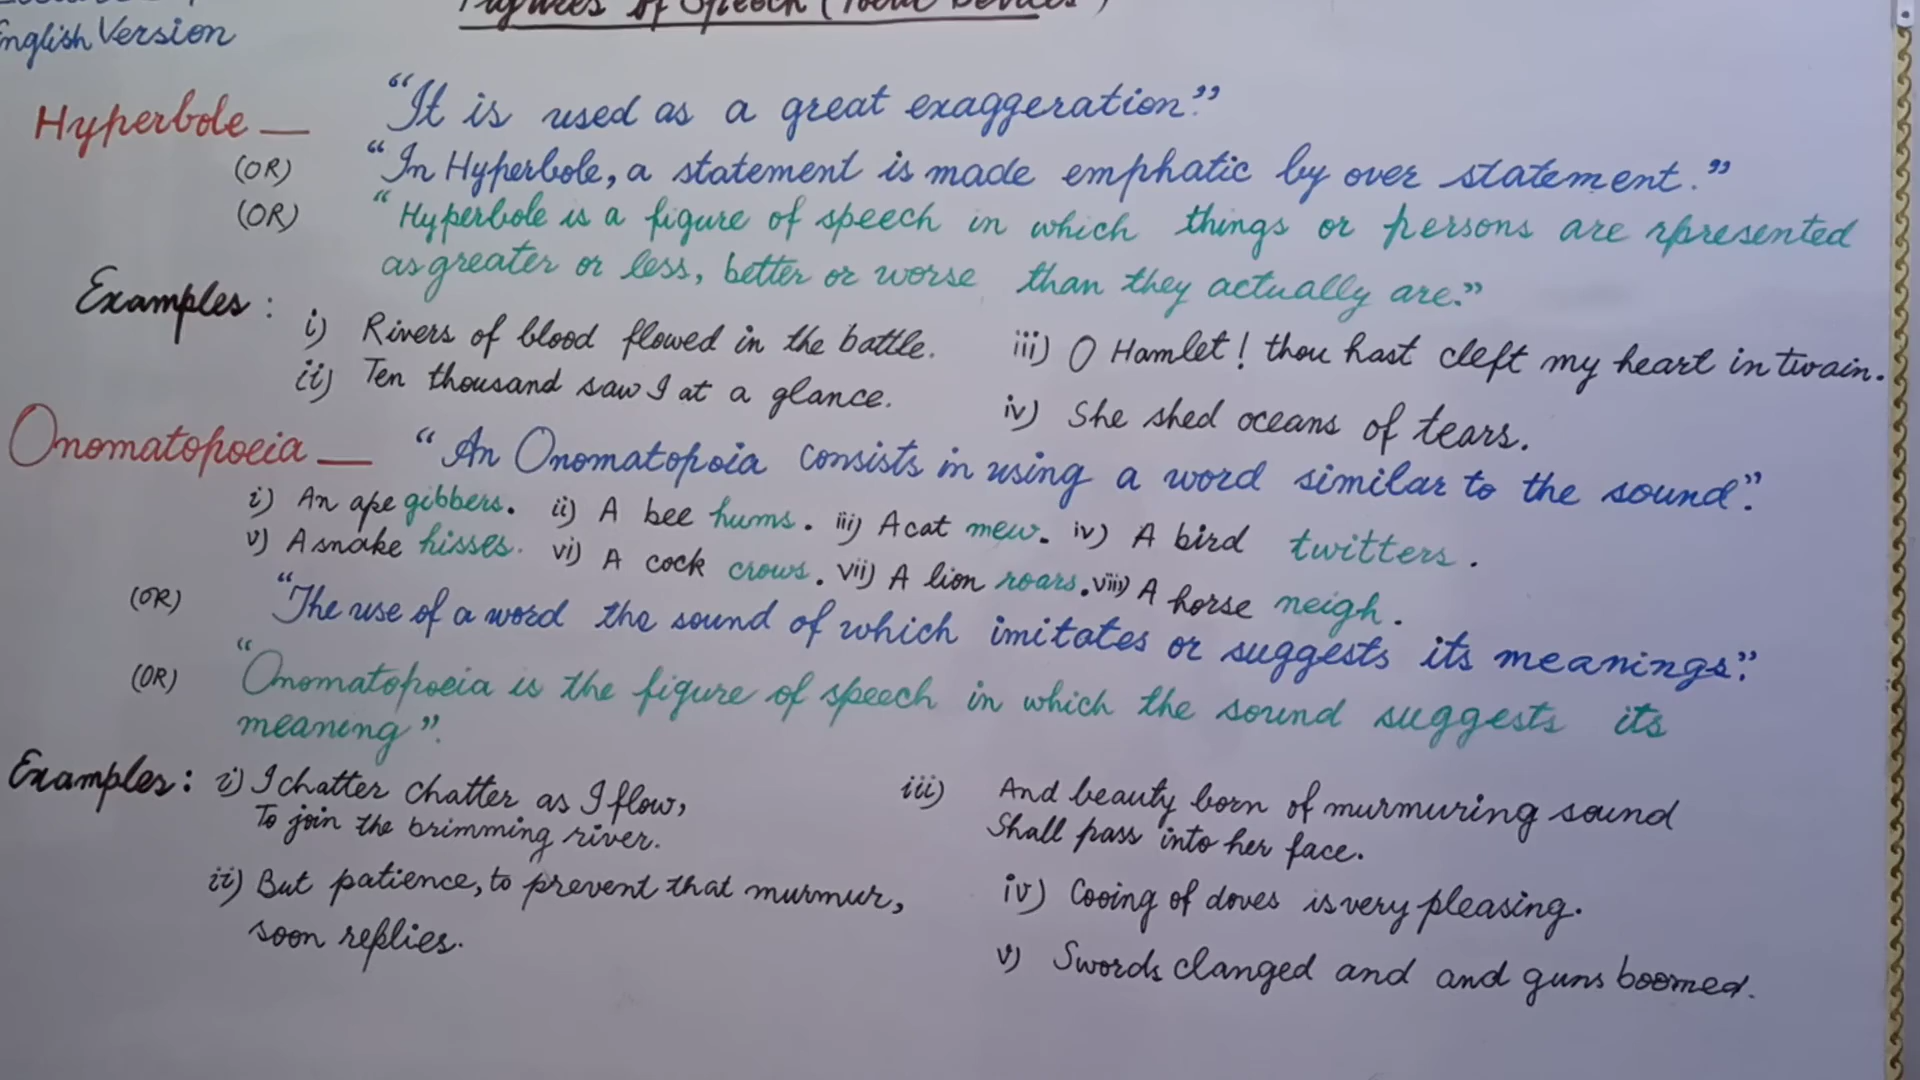 English Version
Figures of Speech (Poetic Devices)
Hyperbole — "It is used as a great exaggeration."
(OR) "In Hyperbole, a statement is made emphatic by over statement."
(OR) "Hyperbole is a figure of speech in which things or persons are rpresented
as greater or less, better or worse than they actually are."
Examples:
i) Rivers of blood flowed in the battle.
ii) Ten thousand saw I at a glance.
iii) O Hamlet! thou hast cleft my heart in twain.
iv) She shed oceans of tears.
Onomatopoeia — "An Onomatopoia consists in using a word similar to the sound."
i) An ape gibbers. ii) A bee hums. iii) A cat mew. iv) A bird twitters.
v) A snake hisses. vi) A cock crows. vii) A lion roars. viii) A horse neigh.
(OR) "The use of a word the sound of which imitates or suggests its meanings."
(OR) "Onomatopoeia is the figure of speech in which the sound suggests its
meaning".
Examples: i) I chatter chatter as I flow,
To join the brimming river.
ii) But patience, to prevent that murmur,
soon replies.
iii) And beauty born of murmuring sound
Shall pass into her face.
iv) Cooing of doves is very pleasing.
v) Swords clanged and and guns boomed.